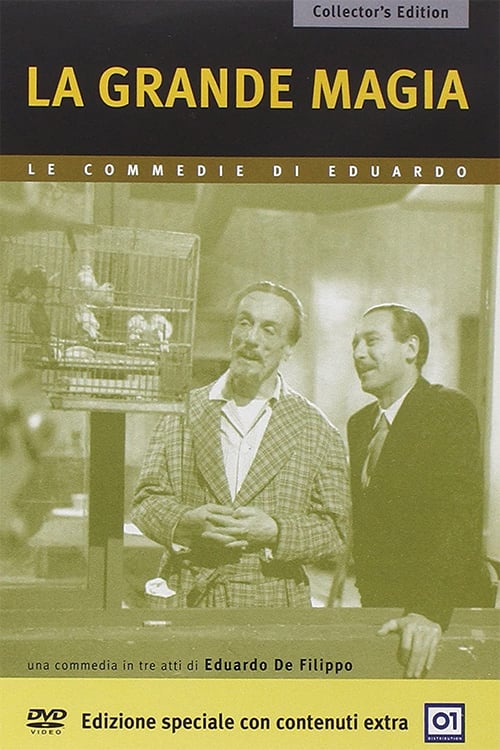 Collector's Edition
LA GRANDE MAGIA
LE COMMEDIE DI EDUARDO
una commedia in tre atti di Eduardo De Filippo
DVD
VIDEO
Edizione speciale con contenuti extra
01
DISTRIBUTION